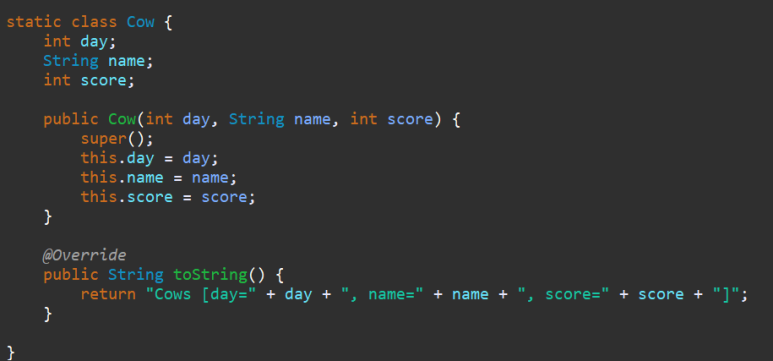 static class Cow {
    int day;
    String name;
    int score;

    public Cow(int day, String name, int score) {
        super();
        this.day = day;
        this.name = name;
        this.score = score;
    }

    @Override
    public String toString() {
        return "Cows [day=" + day + ", name=" + name + ", score=" + score + "]";
    }

}